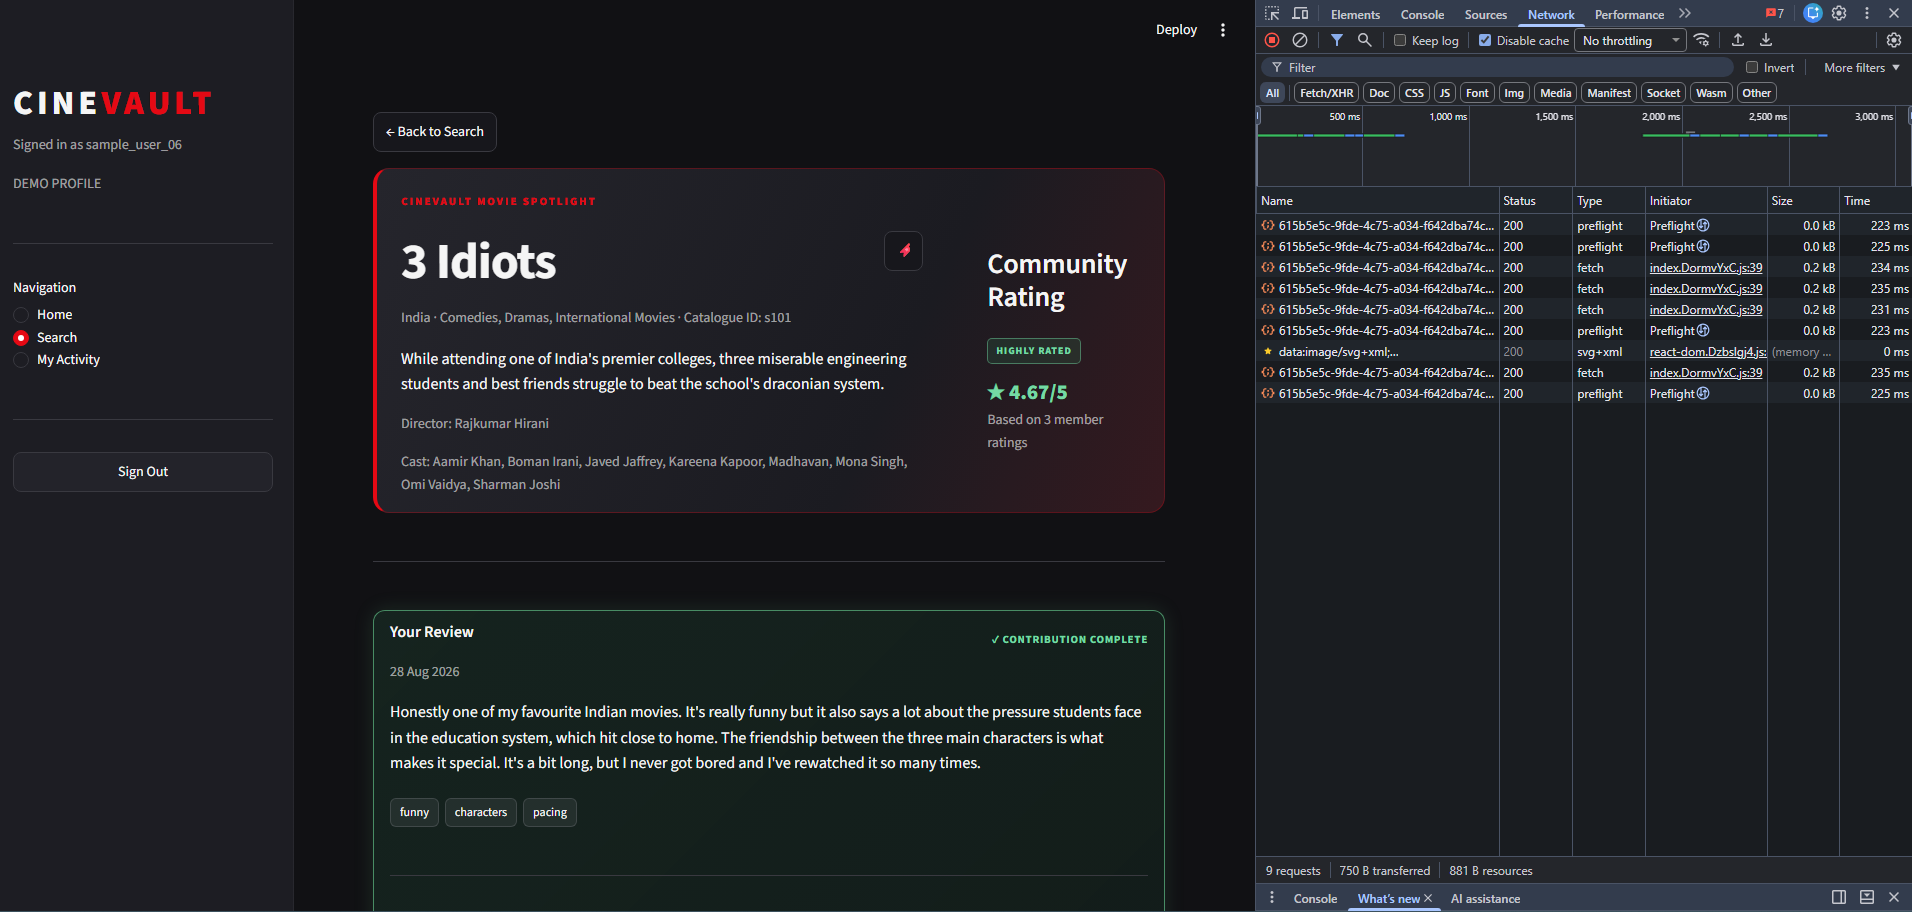 CINEVAULT
Signed in as sample_user_06
DEMO PROFILE
Navigation
Home
Search
My Activity
Sign Out
Deploy
← Back to Search
CINEVAULT MOVIE SPOTLIGHT
3 Idiots
India · Comedies, Dramas, International Movies · Catalogue ID: s101
While attending one of India's premier colleges, three miserable engineering
students and best friends struggle to beat the school's draconian system.
Director: Rajkumar Hirani
Cast: Aamir Khan, Boman Irani, Javed Jaffrey, Kareena Kapoor, Madhavan, Mona Singh,
Omi Vaidya, Sharman Joshi
Community
Rating
HIGHLY RATED
★ 4.67/5
Based on 3 member
ratings
Your Review
✓ CONTRIBUTION COMPLETE
28 Aug 2026
Honestly one of my favourite Indian movies. It's really funny but it also says a lot about the pressure students face
in the education system, which hit close to home. The friendship between the three main characters is what
makes it special. It's a bit long, but I never got bored and I've rewatched it so many times.
funny characters pacing
Elements Console Sources Network Performance 7
Keep log Disable cache No throttling
Filter Invert More filters
All Fetch/XHR Doc CSS JS Font Img Media Manifest Socket Wasm Other
500 ms 1,000 ms 1,500 ms 2,000 ms 2,500 ms 3,000 ms
Name Status Type Initiator Size Time
615b5e5c-9fde-4c75-a034-f642dba74c... 200 preflight Preflight 0.0 kB 223 ms
615b5e5c-9fde-4c75-a034-f642dba74c... 200 preflight Preflight 0.0 kB 225 ms
615b5e5c-9fde-4c75-a034-f642dba74c... 200 fetch index.DormvYxC.js:39 0.2 kB 234 ms
615b5e5c-9fde-4c75-a034-f642dba74c... 200 fetch index.DormvYxC.js:39 0.2 kB 235 ms
615b5e5c-9fde-4c75-a034-f642dba74c... 200 fetch index.DormvYxC.js:39 0.2 kB 231 ms
615b5e5c-9fde-4c75-a034-f642dba74c... 200 preflight Preflight 0.0 kB 223 ms
data:image/svg+xml;... 200 svg+xml react-dom.Dzbslgj4.js: (memory ... 0 ms
615b5e5c-9fde-4c75-a034-f642dba74c... 200 fetch index.DormvYxC.js:39 0.2 kB 235 ms
615b5e5c-9fde-4c75-a034-f642dba74c... 200 preflight Preflight 0.0 kB 225 ms
9 requests 750 B transferred 881 B resources
Console What's new AI assistance